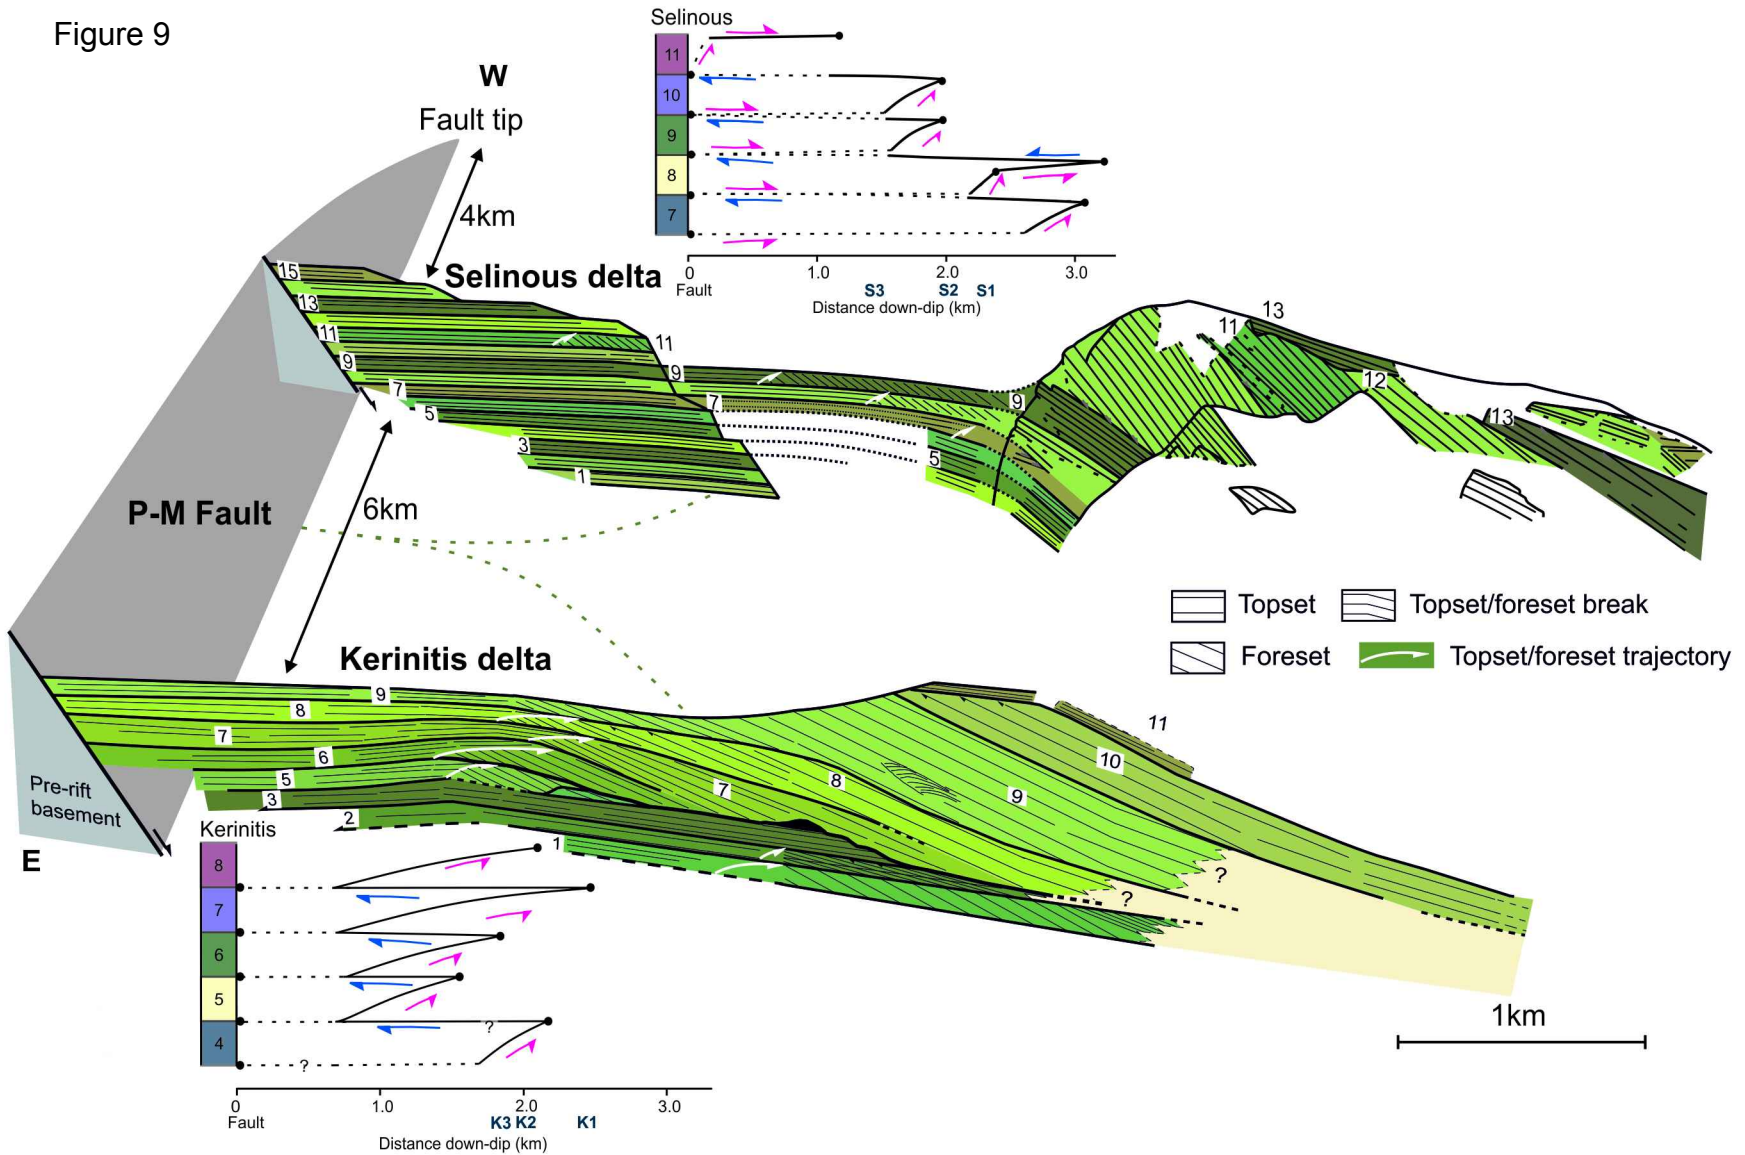 Figure 9
Selinous
11
10
9
8
7
0
1.0
2.0
3.0
Fault
S3
S2
S1
Distance down-dip (km)
W
Fault tip
4km
Selinous delta
15
13
11
9
7
5
3
1
11
9
7
5
9
11
13
12
13
P-M Fault
6km
Topset
Topset/foreset break
Foreset
Topset/foreset trajectory
Kerinitis delta
9
8
7
6
5
3
2
1
7
8
9
10
11
?
?
Pre-rift
basement
E
Kerinitis
8
7
6
5
4
?
?
0
1.0
2.0
3.0
Fault
K3
K2
K1
Distance down-dip (km)
1km